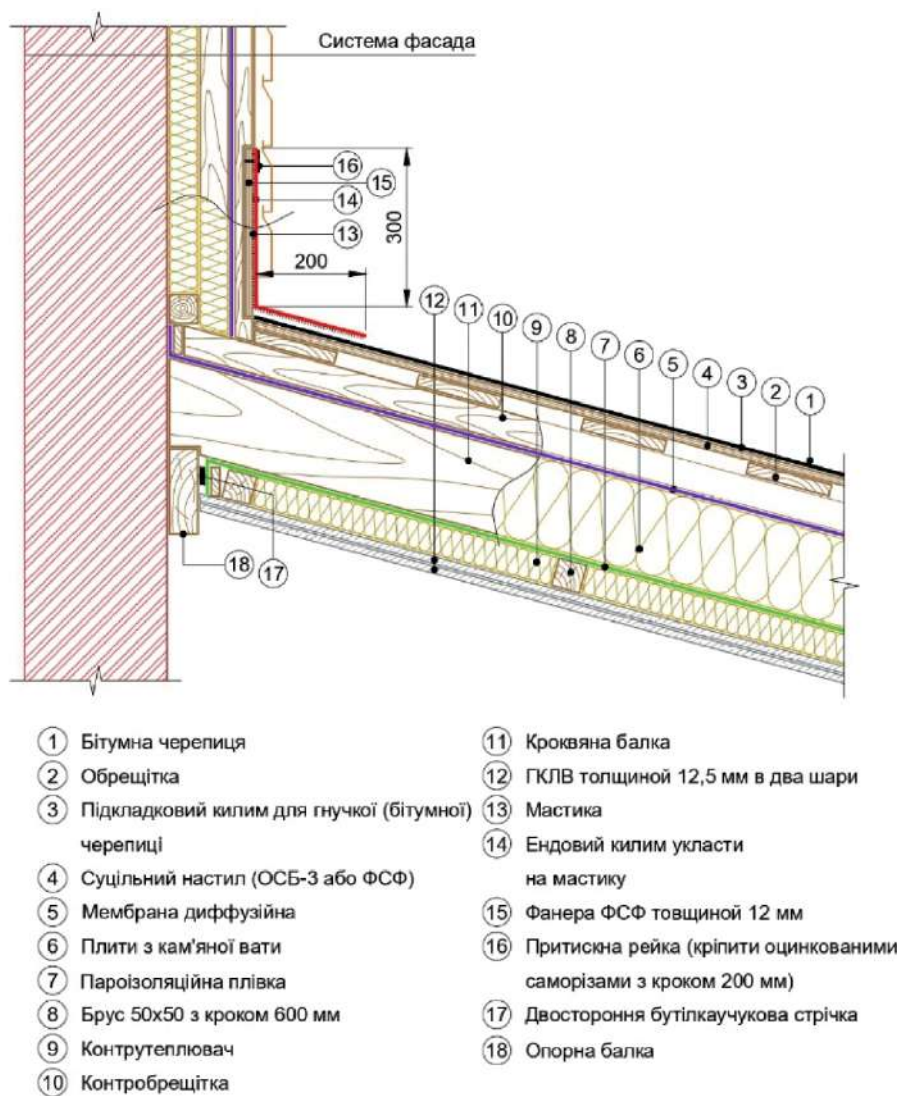 Система фасада
16
15
14
300
13
200
12
11
10
9
8
7
6
5
4
3
2
1
18
17
1 Бітумна черепиця
2 Обрещітка
3 Підкладковий килим для гнучкої (бітумної)
черепиці
4 Суцільний настил (ОСБ-3 або ФСФ)
5 Мембрана диффузійна
6 Плити з кам'яної вати
7 Пароізоляційна плівка
8 Брус 50х50 з кроком 600 мм
9 Контрутеплювач
10 Контробрещітка
11 Кроквяна балка
12 ГКЛВ толщиной 12,5 мм в два шари
13 Мастика
14 Ендовий килим укласти
на мастику
15 Фанера ФСФ товщиной 12 мм
16 Притискна рейка (кріпити оцинкованими
саморізами з кроком 200 мм)
17 Двостороння бутілкаучукова стрічка
18 Опорна балка